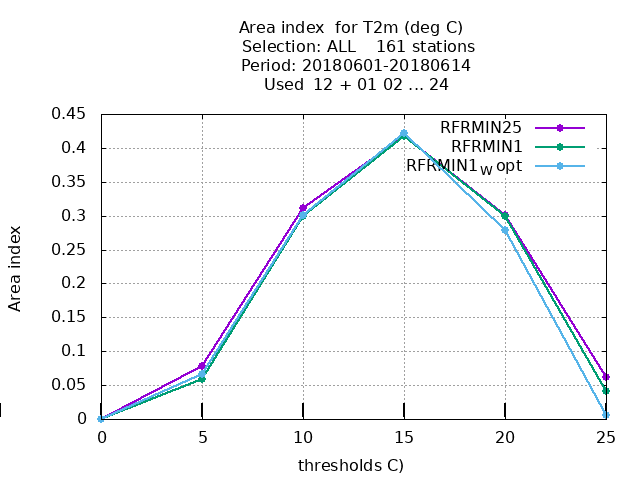 Area index  for T2m (deg C)
Selection: ALL    161 stations
Period: 20180601-20180614
Used  12 + 01 02 ... 24
0.45
0.4
0.35
0.3
0.25
0.2
0.15
0.1
0.05
0
RFRMIN25
RFRMIN1
RFRMIN1W opt
Area index
0 5 10 15 20 25
thresholds C)